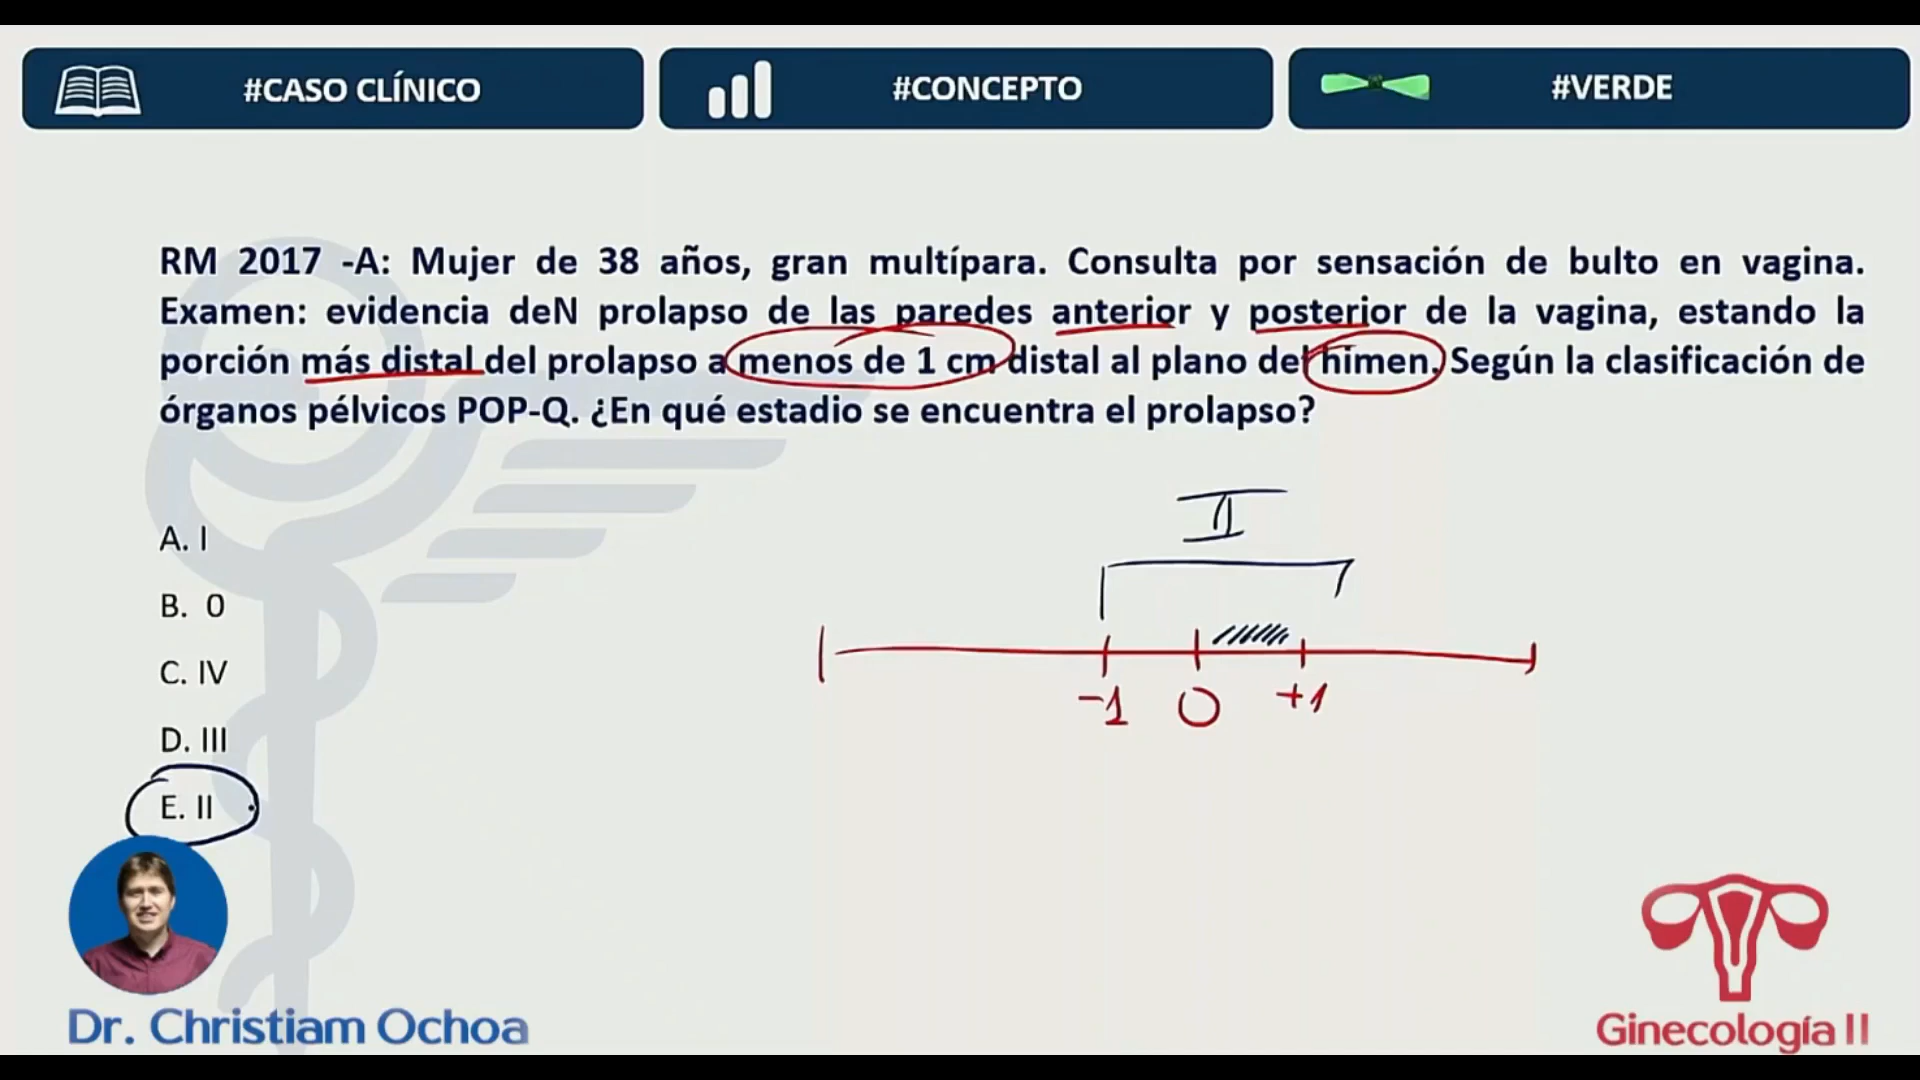 #CASO CLÍNICO
#CONCEPTO
#VERDE
RM 2017 -A: Mujer de 38 años, gran multípara. Consulta por sensación de bulto en vagina.
Examen: evidencia deN prolapso de las paredes anterior y posterior de la vagina, estando la
porción más distal del prolapso a menos de 1 cm distal al plano del himen. Según la clasificación de
órganos pélvicos POP-Q. ¿En qué estadio se encuentra el prolapso?
II
A. I
B. 0
C. IV
-1 0 +1
D. III
E. II
Dr. Christiam Ochoa
Ginecología II